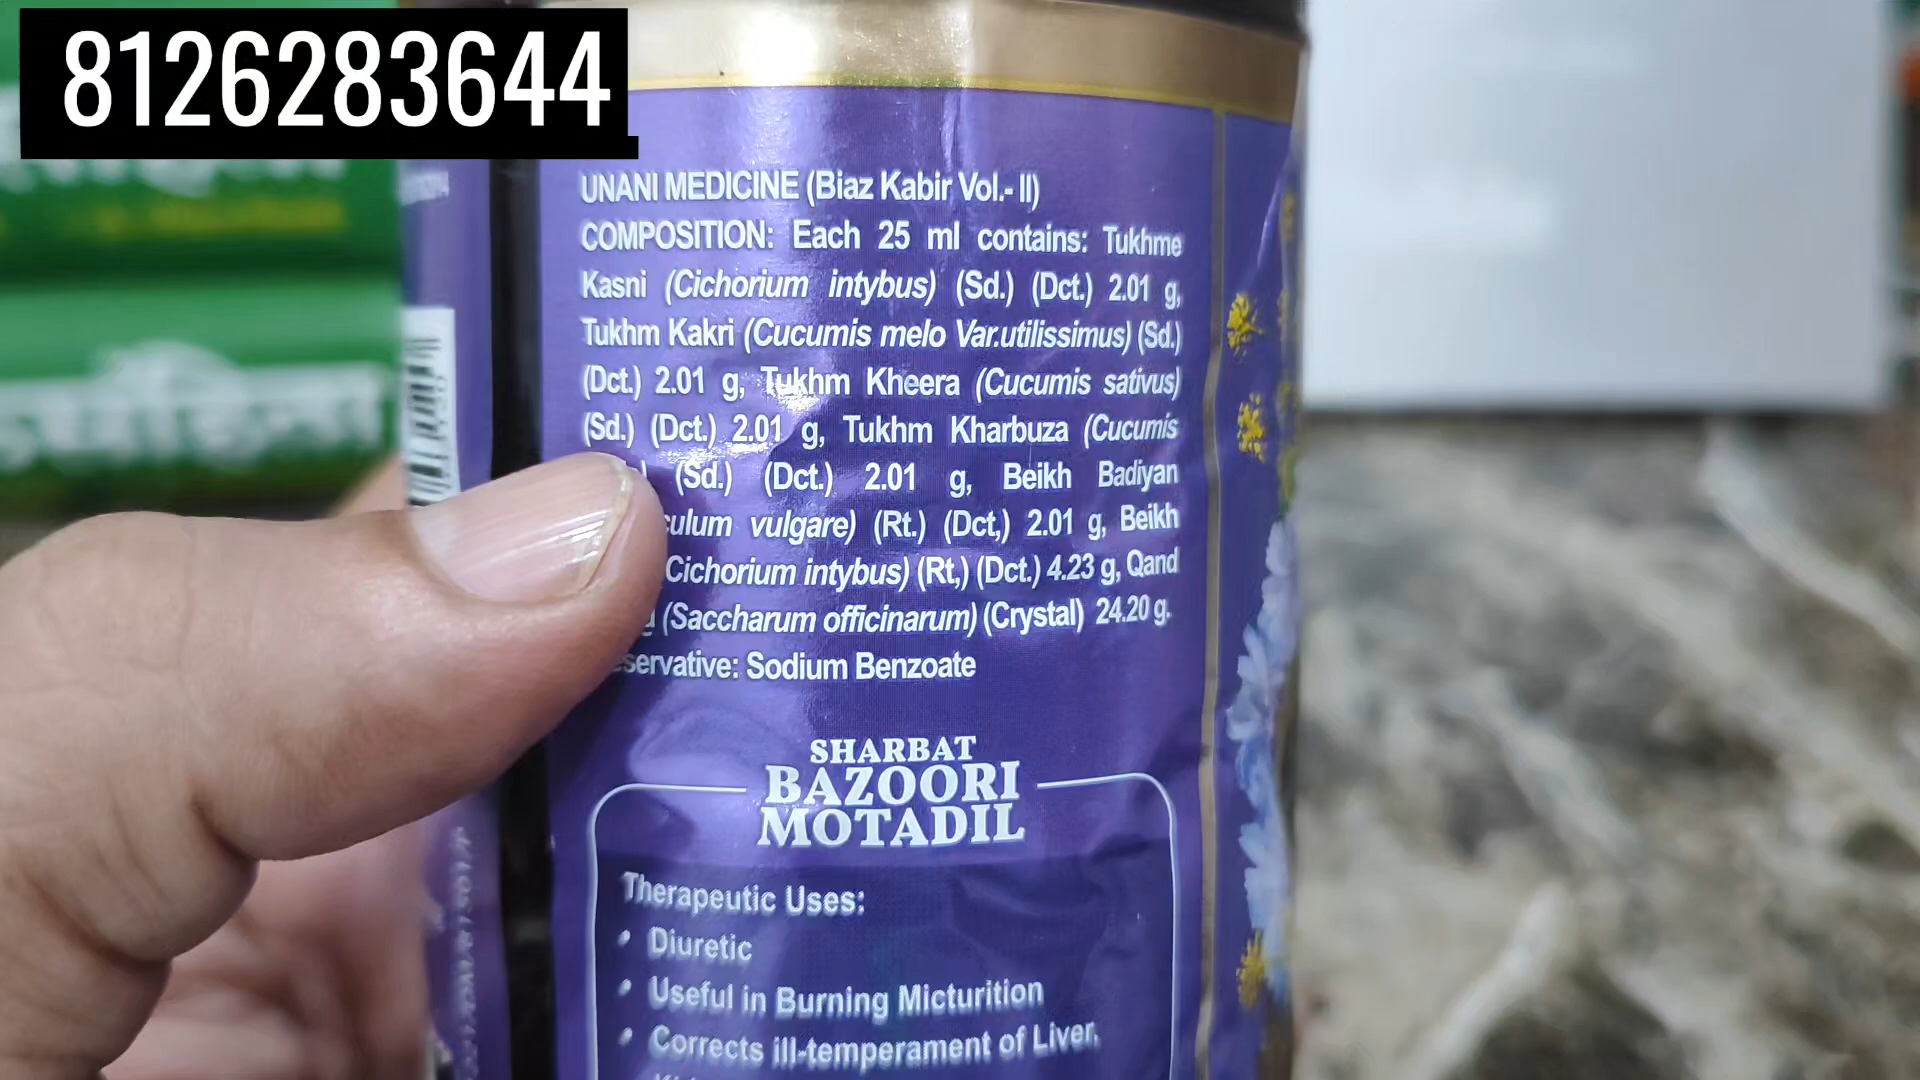 8126283644
UNANI MEDICINE (Biaz Kabir Vol.- II)
COMPOSITION: Each 25 ml contains: Tukhme
Kasni (Cichorium intybus) (Sd.) (Dct.) 2.01 g,
Tukhm Kakri (Cucumis melo Var.utilissimus) (Sd.)
(Dct.) 2.01 g, Tukhm Kheera (Cucumis sativus)
(Sd.) (Dct.) 2.01 g, Tukhm Kharbuza (Cucumis
(Sd.) (Dct.) 2.01 g, Beikh Badiyan
vulgare) (Rt.) (Dct,) 2.01 g, Beikh
Cichorium intybus) (Rt,) (Dct.) 4.23 g, Qand
(Saccharum officinarum) (Crystal) 24.20 g.
Sodium Benzoate
SHARBAT
BAZOORI
MOTADIL
Therapeutic Uses:
• Diuretic
• Useful in Burning Micturition
• Corrects ill-temperament of Liver,